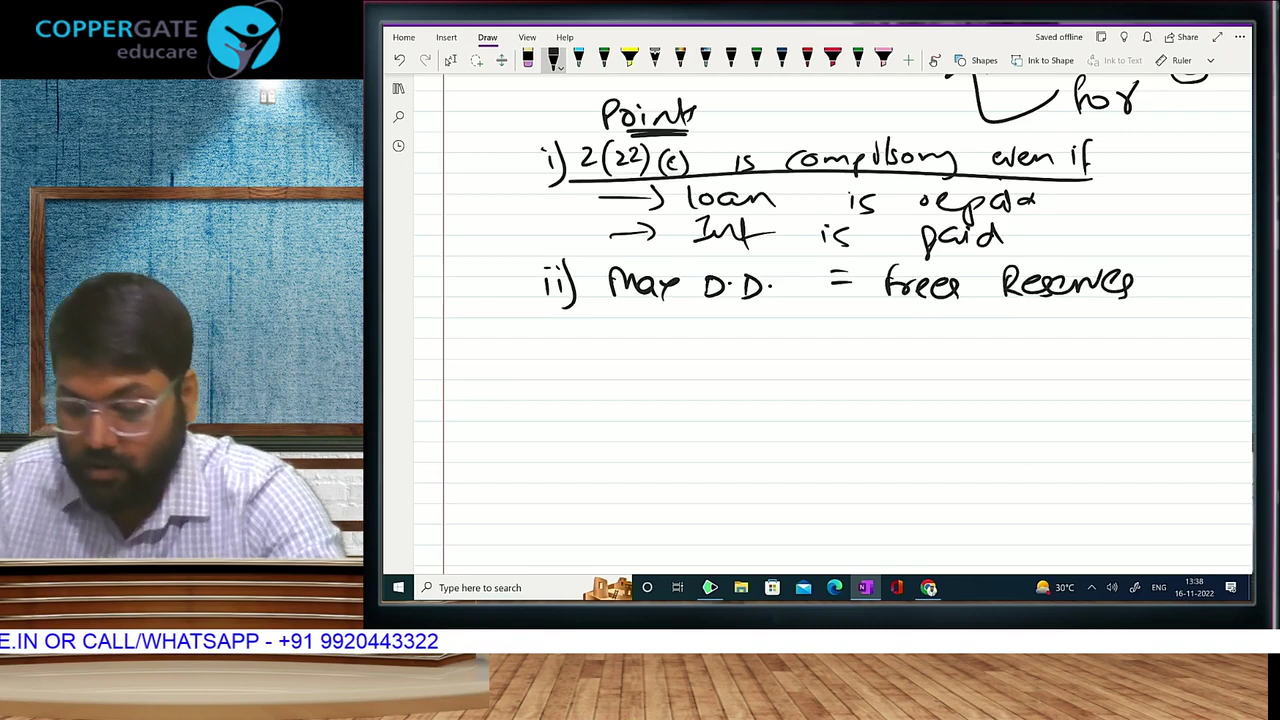 COPPERGATE
educare
Home Insert Draw View Help
Saved offline Share
Shapes Ink to Shape Ink to Text Ruler
for
Points
i) 2(22)(e) is compulsory even if
→ loan is repaid
→ Int is paid
ii) Max D.D. = Free Reserves
Type here to search
30°C ENG 13:38
16-11-2022
E.IN OR CALL/WHATSAPP - +91 9920443322